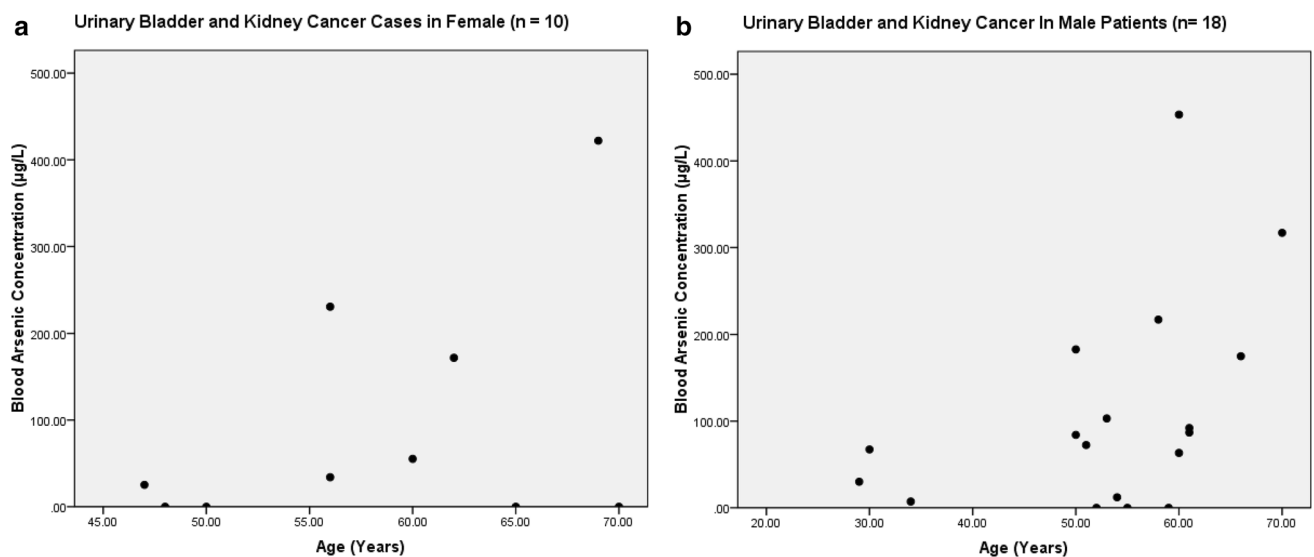 a
Urinary Bladder and Kidney Cancer Cases in Female (n = 10)
500.00
400.00
300.00
200.00
100.00
.00
Blood Arsenic Concentration (µg/L)
45.00 50.00 55.00 60.00 65.00 70.00
Age (Years)
b
Urinary Bladder and Kidney Cancer In Male Patients (n= 18)
500.00
400.00
300.00
200.00
100.00
.00
Blood Arsenic Concentration (µg/L)
20.00 30.00 40.00 50.00 60.00 70.00
Age (Years)